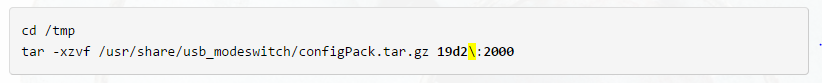 cd /tmp
tar -xzvf /usr/share/usb_modeswitch/configPack.tar.gz 19d2\:2000